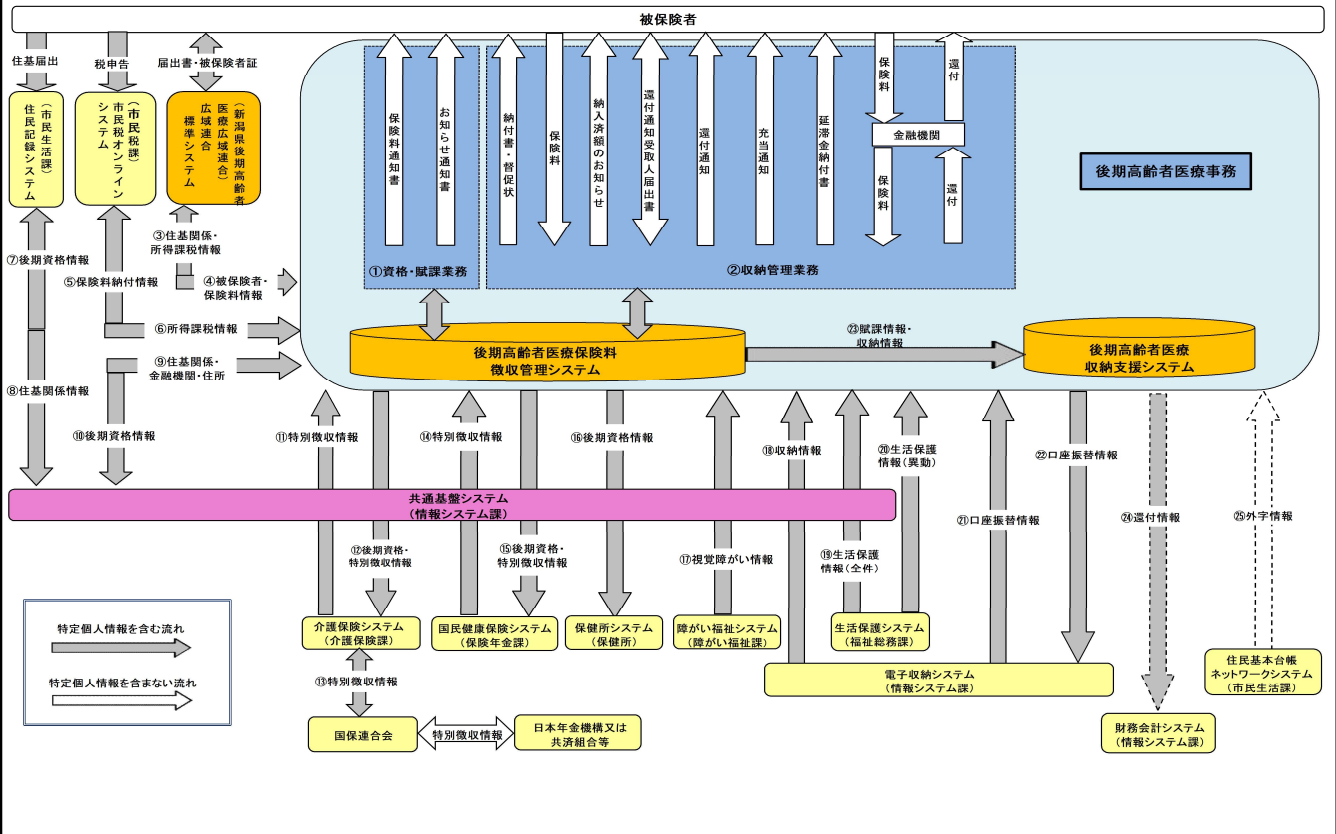 被保険者
住基届出
税申告
届出書・被保険者証
(市民生活課)
住民記録システム
(市民税課)
市民税オンライン
システム
(新潟県後期高齢者
医療広域連合)
広域連合
標準システム
保険料通知書
お知らせ通知書
納付書・督促状
保険料
納入済額のお知らせ
還付通知受取人届出書
還付通知
充当通知
延滞金納付書
保険料
還付
金融機関
保険料
還付
後期高齢者医療事務
①資格・賦課業務
②収納管理業務
③住基関係・
所得課税情報
④被保険者・
保険料情報
⑦後期資格情報
⑤保険料納付情報
⑥所得課税情報
⑨住基関係・
金融機関・住所
⑧住基関係情報
⑩後期資格情報
後期高齢者医療保険料
徴収管理システム
㉓賦課情報・
収納情報
後期高齢者医療
収納支援システム
⑪特別徴収情報
⑭特別徴収情報
⑯後期資格情報
⑱収納情報
⑳生活保護
情報(異動)
㉒口座振替情報
共通基盤システム
(情報システム課)
⑫後期資格・
特別徴収情報
⑮後期資格・
特別徴収情報
⑰視覚障がい情報
⑲生活保護
情報(全件)
㉑口座振替情報
㉔還付情報
㉕外字情報
特定個人情報を含む流れ
特定個人情報を含まない流れ
介護保険システム
(介護保険課)
国民健康保険システム
(保険年金課)
保健所システム
(保健所)
障がい福祉システム
(障がい福祉課)
生活保護システム
(福祉総務課)
電子収納システム
(情報システム課)
住民基本台帳
ネットワークシステム
(市民生活課)
⑬特別徴収情報
国保連合会
特別徴収情報
日本年金機構又は
共済組合等
財務会計システム
(情報システム課)